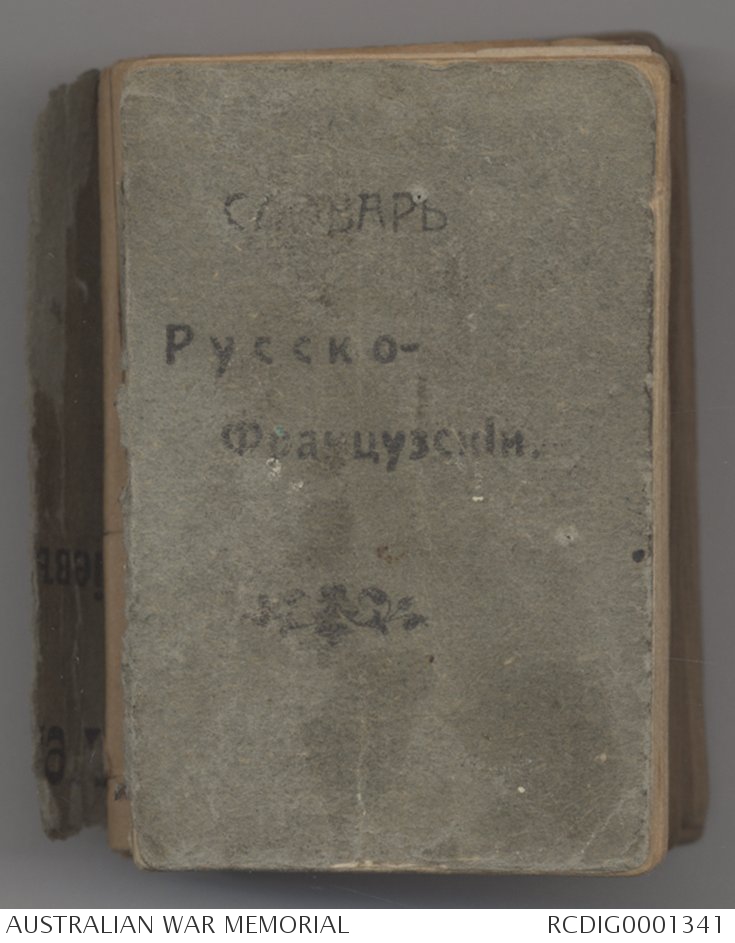 СЛОВАРЬ
Русско-
Французскій.
AUSTRALIAN WAR MEMORIAL
RCDIG0001341